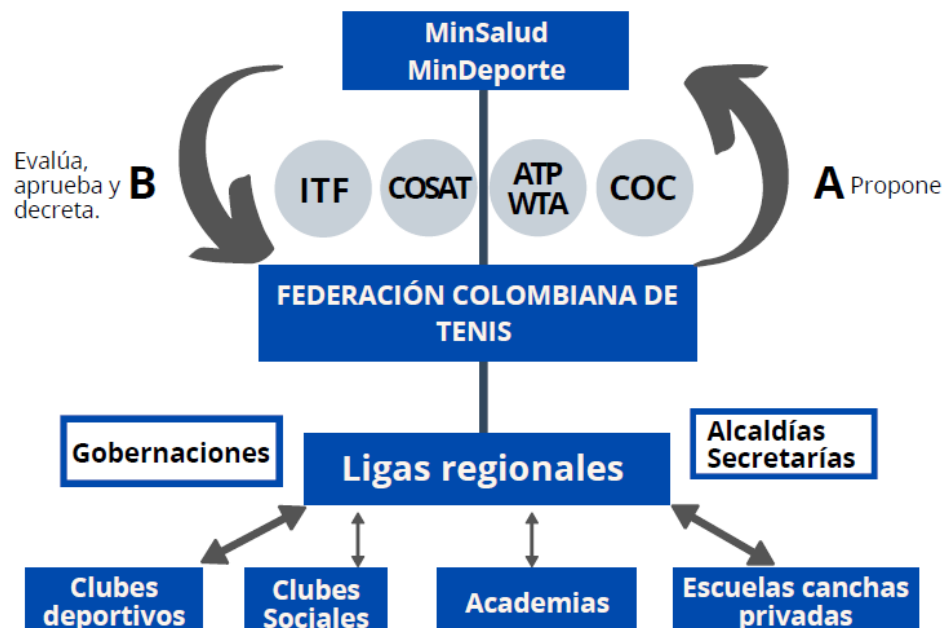 MinSalud
MinDeporte
Evalúa,
aprueba y
decreta.
B
ITF
COSAT
ATP
WTA
COC
A Propone
FEDERACIÓN COLOMBIANA DE
TENIS
Gobernaciones
Ligas regionales
Alcaldías
Secretarías
Clubes
deportivos
Clubes
Sociales
Academias
Escuelas canchas
privadas